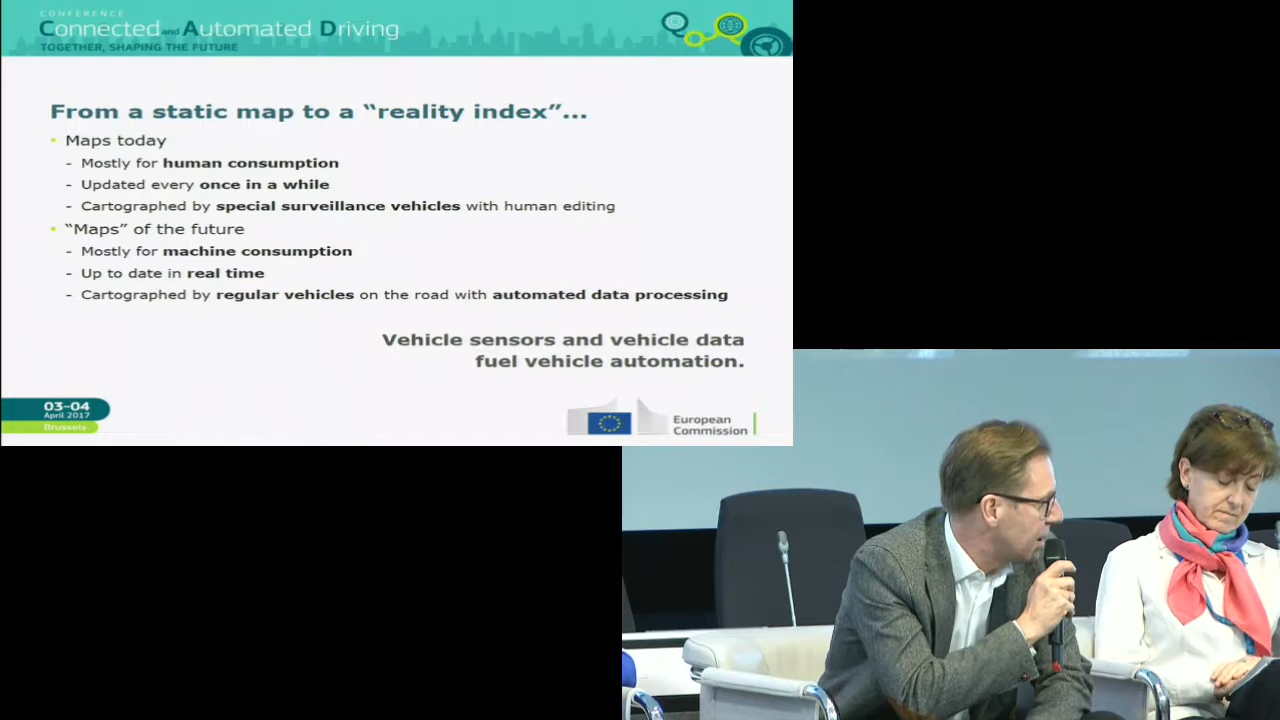 CONFERENCE
Connected and Automated Driving
TOGETHER, SHAPING THE FUTURE
From a static map to a “reality index”...
• Maps today
- Mostly for human consumption
- Updated every once in a while
- Cartographed by special surveillance vehicles with human editing
• “Maps” of the future
- Mostly for machine consumption
- Up to date in real time
- Cartographed by regular vehicles on the road with automated data processing
Vehicle sensors and vehicle data
fuel vehicle automation.
03-04
April 2017
Brussels
European
Commission